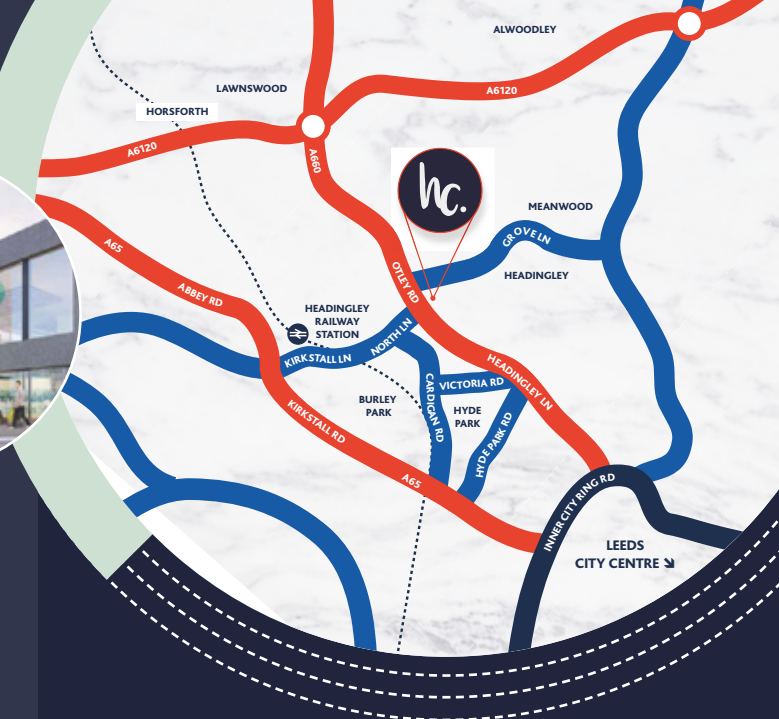 ALWOODLEY
LAWNSWOOD
A6120
HORSFORTH
A6120
A660
hc.
MEANWOOD
GROVE LN
A65
OTLEY RD
HEADINGLEY
ABBEY RD
HEADINGLEY
RAILWAY
STATION
NORTH LN
KIRKSTALL LN
HEADINGLEY LN
VICTORIA RD
CARDIGAN RD
BURLEY
PARK
HYDE
PARK
KIRKSTALL RD
HYDE PARK RD
A65
INNER CITY RING RD
LEEDS
CITY CENTRE